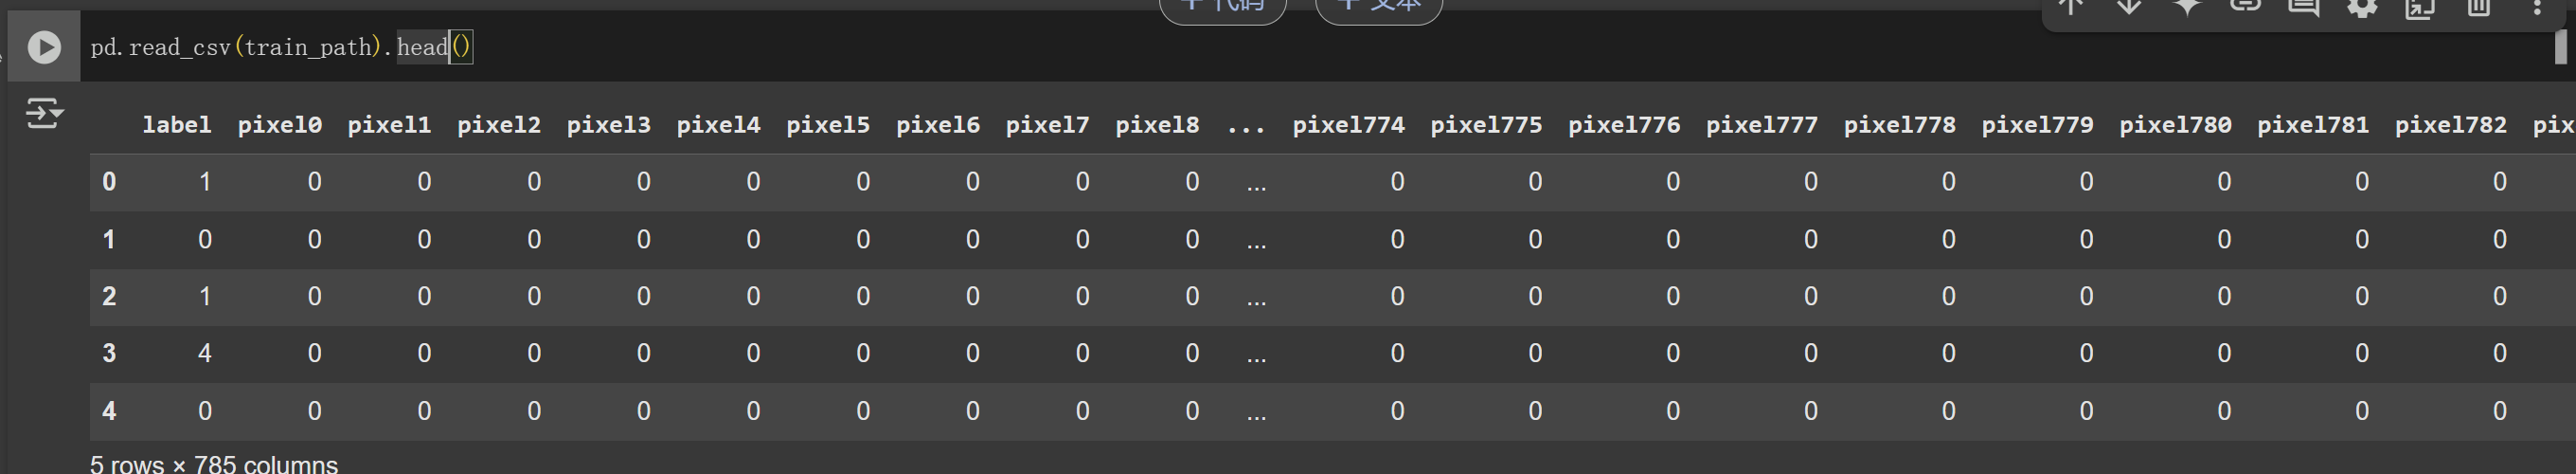 + 代码 + 文本
pd.read_csv(train_path).head()
label pixel0 pixel1 pixel2 pixel3 pixel4 pixel5 pixel6 pixel7 pixel8 ... pixel774 pixel775 pixel776 pixel777 pixel778 pixel779 pixel780 pixel781 pixel782 pix
0 1 0 0 0 0 0 0 0 0 0 ... 0 0 0 0 0 0 0 0 0
1 0 0 0 0 0 0 0 0 0 0 ... 0 0 0 0 0 0 0 0 0
2 1 0 0 0 0 0 0 0 0 0 ... 0 0 0 0 0 0 0 0 0
3 4 0 0 0 0 0 0 0 0 0 ... 0 0 0 0 0 0 0 0 0
4 0 0 0 0 0 0 0 0 0 0 ... 0 0 0 0 0 0 0 0 0
5 rows × 785 columns